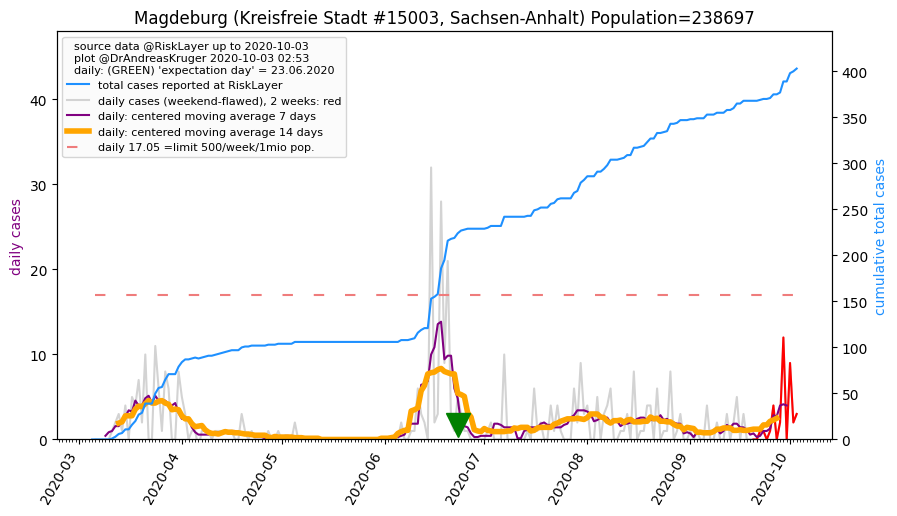 Magdeburg (Kreisfreie Stadt #15003, Sachsen-Anhalt) Population=238697
source data @RiskLayer up to 2020-10-03
plot @DrAndreasKruger 2020-10-03 02:53
daily: (GREEN) 'expectation day' = 23.06.2020
total cases reported at RiskLayer
daily cases (weekend-flawed), 2 weeks: red
daily: centered moving average 7 days
daily: centered moving average 14 days
daily 17.05 =limit 500/week/1mio pop.
daily cases
40
30
20
10
0
cumulative total cases
400
350
300
250
200
150
100
50
0
2020-03
2020-04
2020-05
2020-06
2020-07
2020-08
2020-09
2020-10